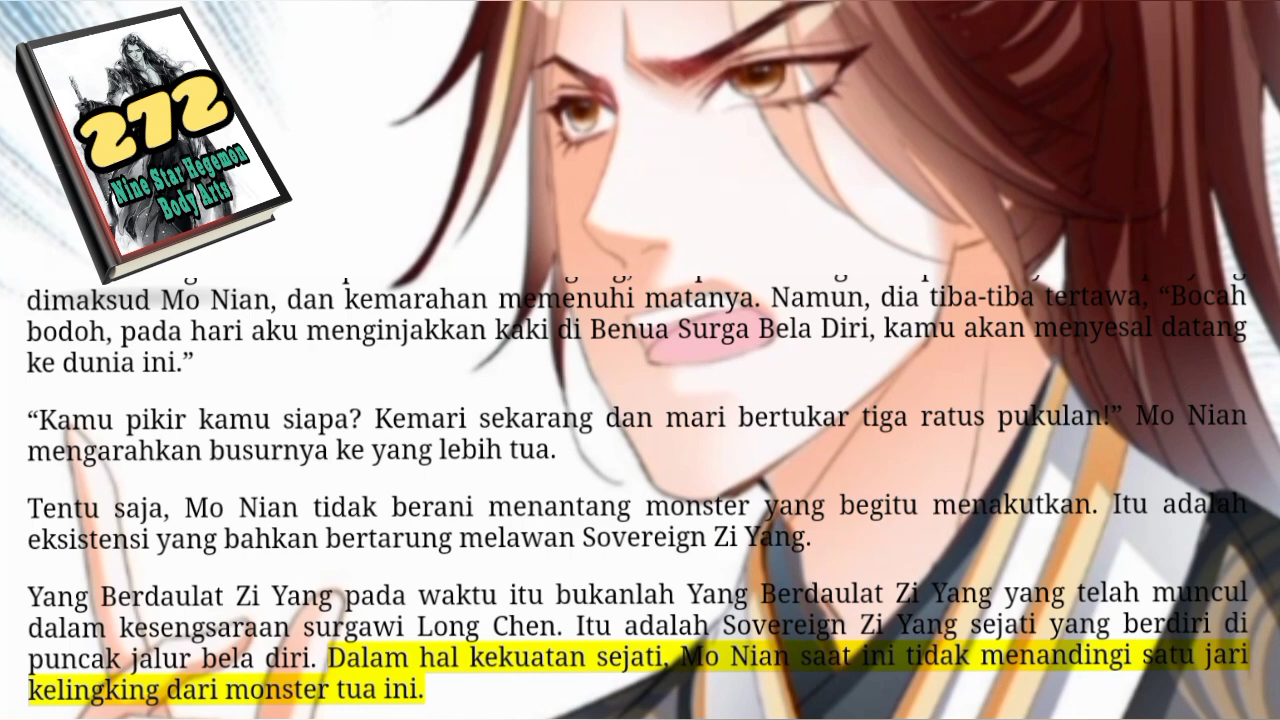 272
Nine Star Hegemon
Body Arts
dimaksud Mo Nian, dan kemarahan memenuhi matanya. Namun, dia tiba-tiba tertawa, “Bocah
bodoh, pada hari aku menginjakkan kaki di Benua Surga Bela Diri, kamu akan menyesal datang
ke dunia ini.”
“Kamu pikir kamu siapa? Kemari sekarang dan mari bertukar tiga ratus pukulan!” Mo Nian
mengarahkan busurnya ke yang lebih tua.
Tentu saja, Mo Nian tidak berani menantang monster yang begitu menakutkan. Itu adalah
eksistensi yang bahkan bertarung melawan Sovereign Zi Yang.
Yang Berdaulat Zi Yang pada waktu itu bukanlah Yang Berdaulat Zi Yang yang telah muncul
dalam kesengsaraan surgawi Long Chen. Itu adalah Sovereign Zi Yang sejati yang berdiri di
puncak jalur bela diri. Dalam hal kekuatan sejati, Mo Nian saat ini tidak menandingi satu jari
kelingking dari monster tua ini.